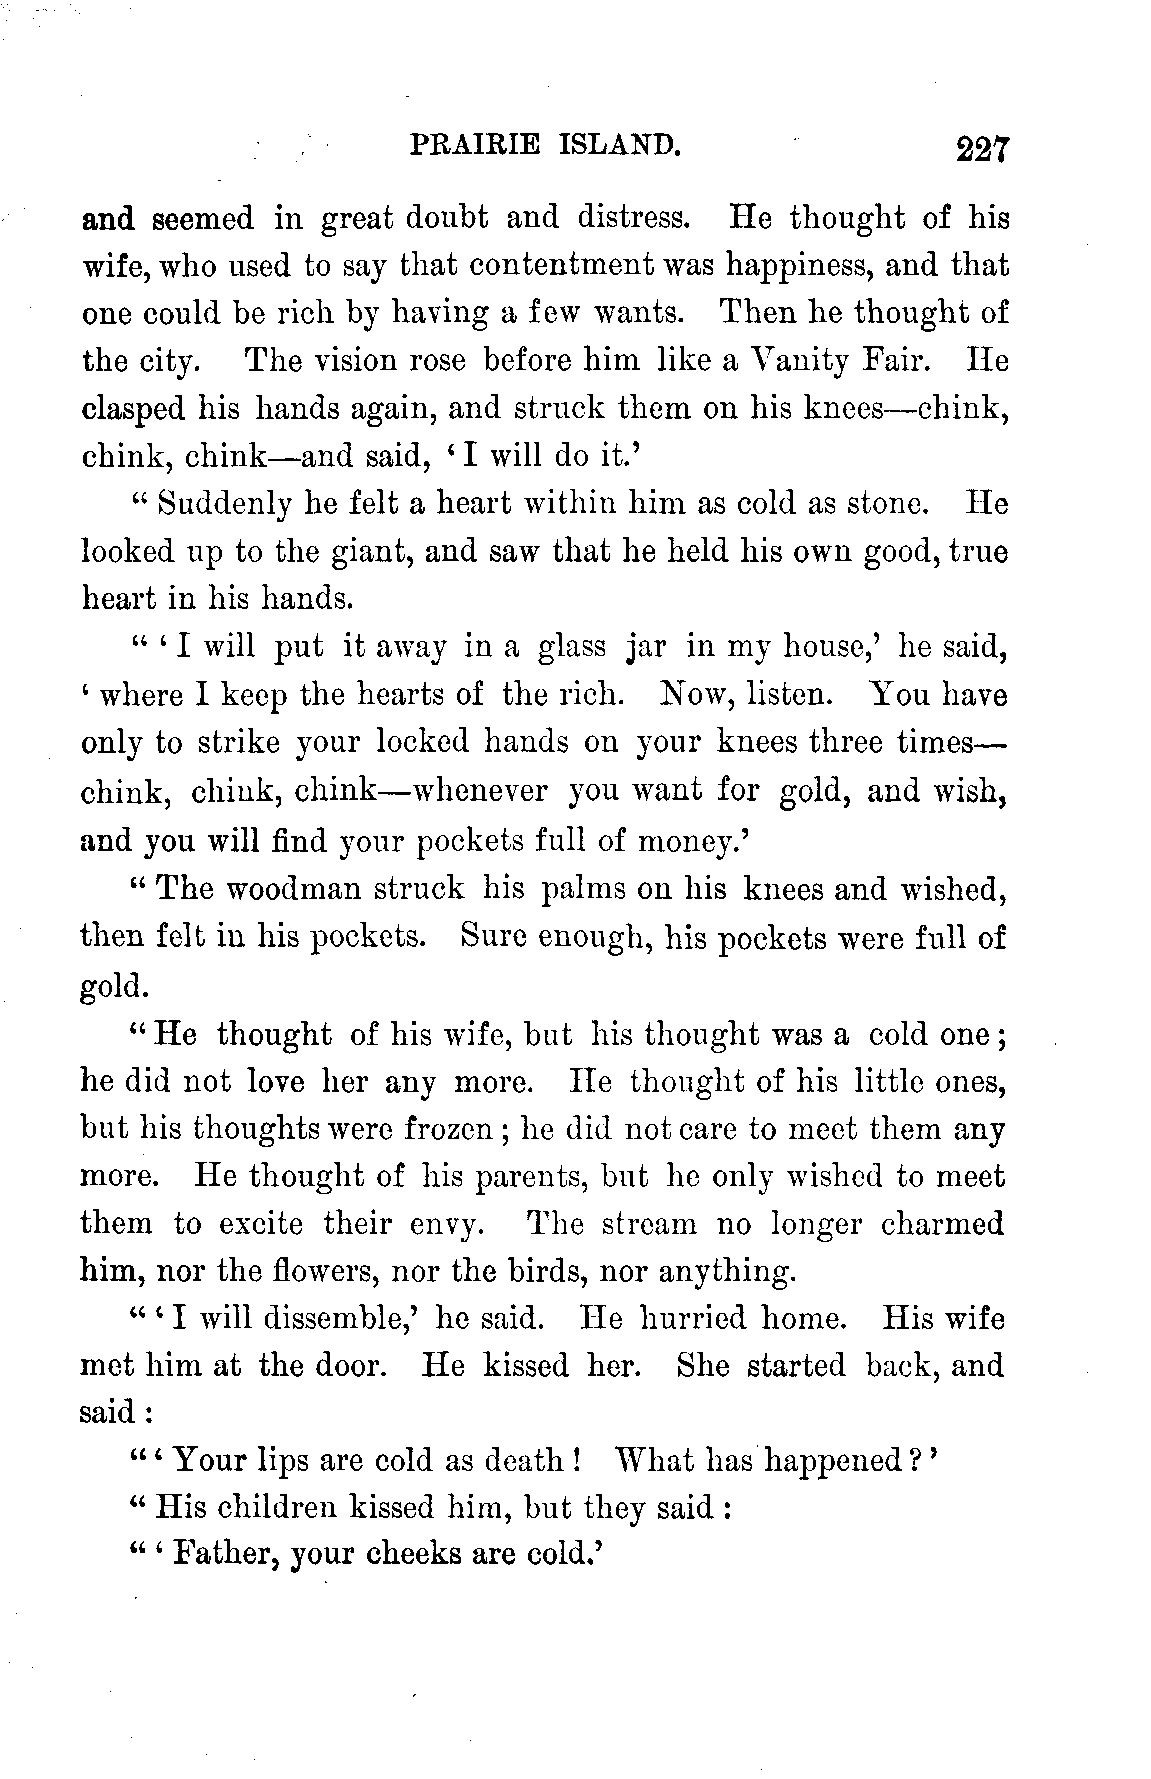 PRAIRIE ISLAND. 227
and seemed in great doubt and distress. He thought of his
wife, who used to say that contentment was happiness, and that
one could be rich by having a few wants. Then he thought of
the city. The vision rose before him like a Vanity Fair. He
clasped his hands again, and struck them on his knees—chink,
chink, chink—and said, ‘I will do it.’
“Suddenly he felt a heart within him as cold as stone. He
looked up to the giant, and saw that he held his own good, true
heart in his hands.
“‘I will put it away in a glass jar in my house,’ he said,
‘where I keep the hearts of the rich. Now, listen. You have
only to strike your locked hands on your knees three times—
chink, chink, chink—whenever you want for gold, and wish,
and you will find your pockets full of money.’
“The woodman struck his palms on his knees and wished,
then felt in his pockets. Sure enough, his pockets were full of
gold.
“He thought of his wife, but his thought was a cold one;
he did not love her any more. He thought of his little ones,
but his thoughts were frozen; he did not care to meet them any
more. He thought of his parents, but he only wished to meet
them to excite their envy. The stream no longer charmed
him, nor the flowers, nor the birds, nor anything.
“‘I will dissemble,’ he said. He hurried home. His wife
met him at the door. He kissed her. She started back, and
said:
“‘Your lips are cold as death! What has happened?’
“His children kissed him, but they said:
“‘Father, your cheeks are cold.’